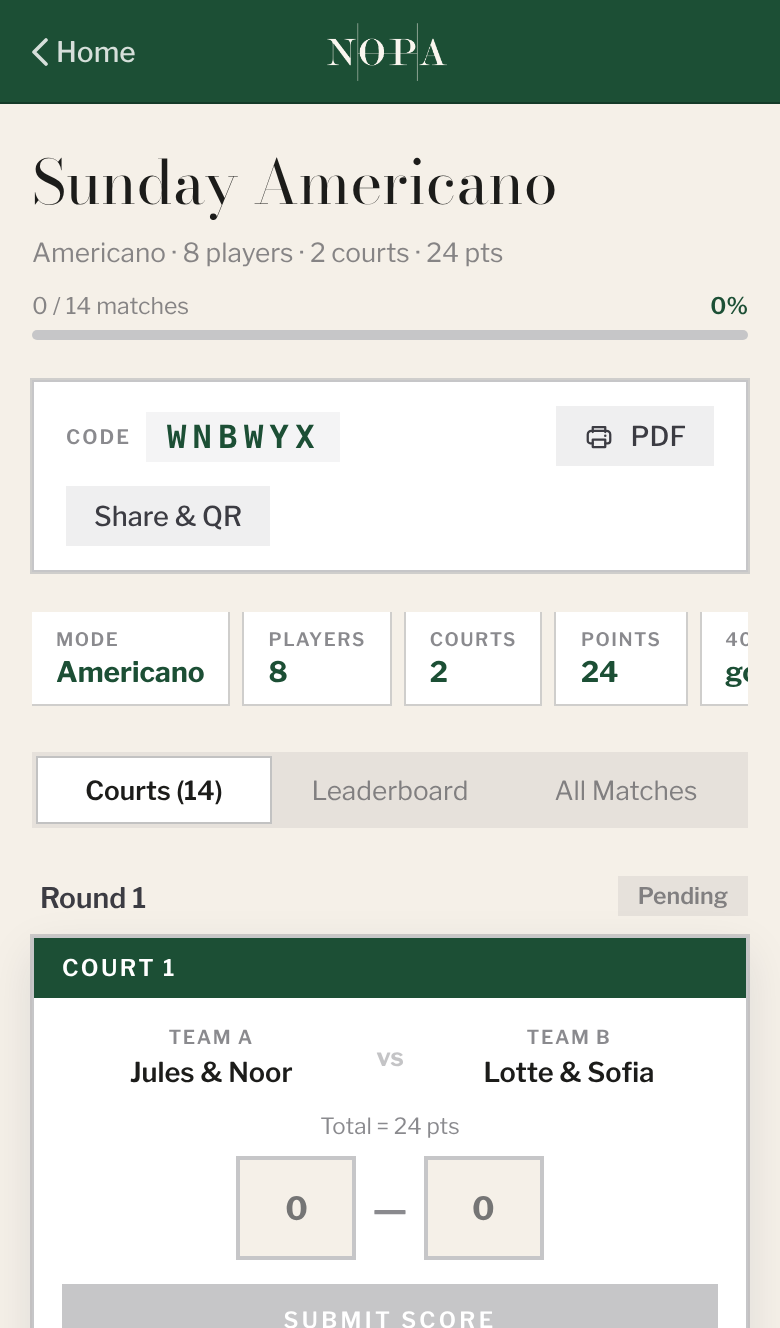 Home
NOPA
Sunday Americano
Americano · 8 players · 2 courts · 24 pts
0 / 14 matches 0%
CODE WNBWYX PDF
Share & QR
MODE PLAYERS COURTS POINTS
Americano 8 2 24
Courts (14) Leaderboard All Matches
Round 1 Pending
COURT 1
TEAM A TEAM B
vs
Jules & Noor Lotte & Sofia
Total = 24 pts
0 — 0
SUBMIT SCORE